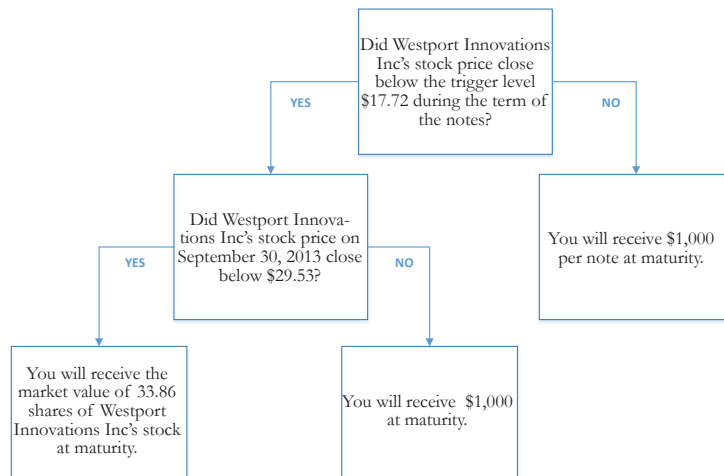 Did Westport Innovations
Inc's stock price close
below the trigger level
$17.72 during the term of
the notes?
YES
NO
Did Westport Innova-
tions Inc's stock price on
September 30, 2013 close
below $29.53?
You will receive $1,000
per note at maturity.
YES
NO
You will receive the
market value of 33.86
shares of Westport
Innovations Inc's stock
at maturity.
You will receive $1,000
at maturity.